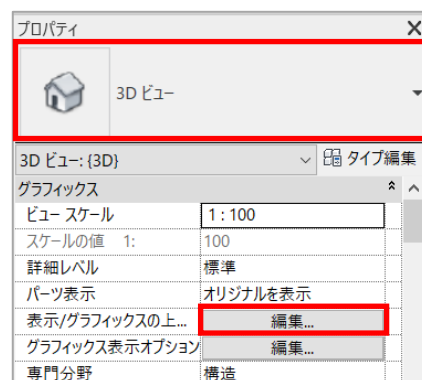 プロパティ
3D ビュー
3D ビュー: {3D}
タイプ編集
グラフィックス
ビュー スケール 1 : 100
スケールの値 1: 100
詳細レベル 標準
パーツ表示 オリジナルを表示
表示/グラフィックスの上... 編集...
グラフィックス表示オプション 編集...
専門分野 構造